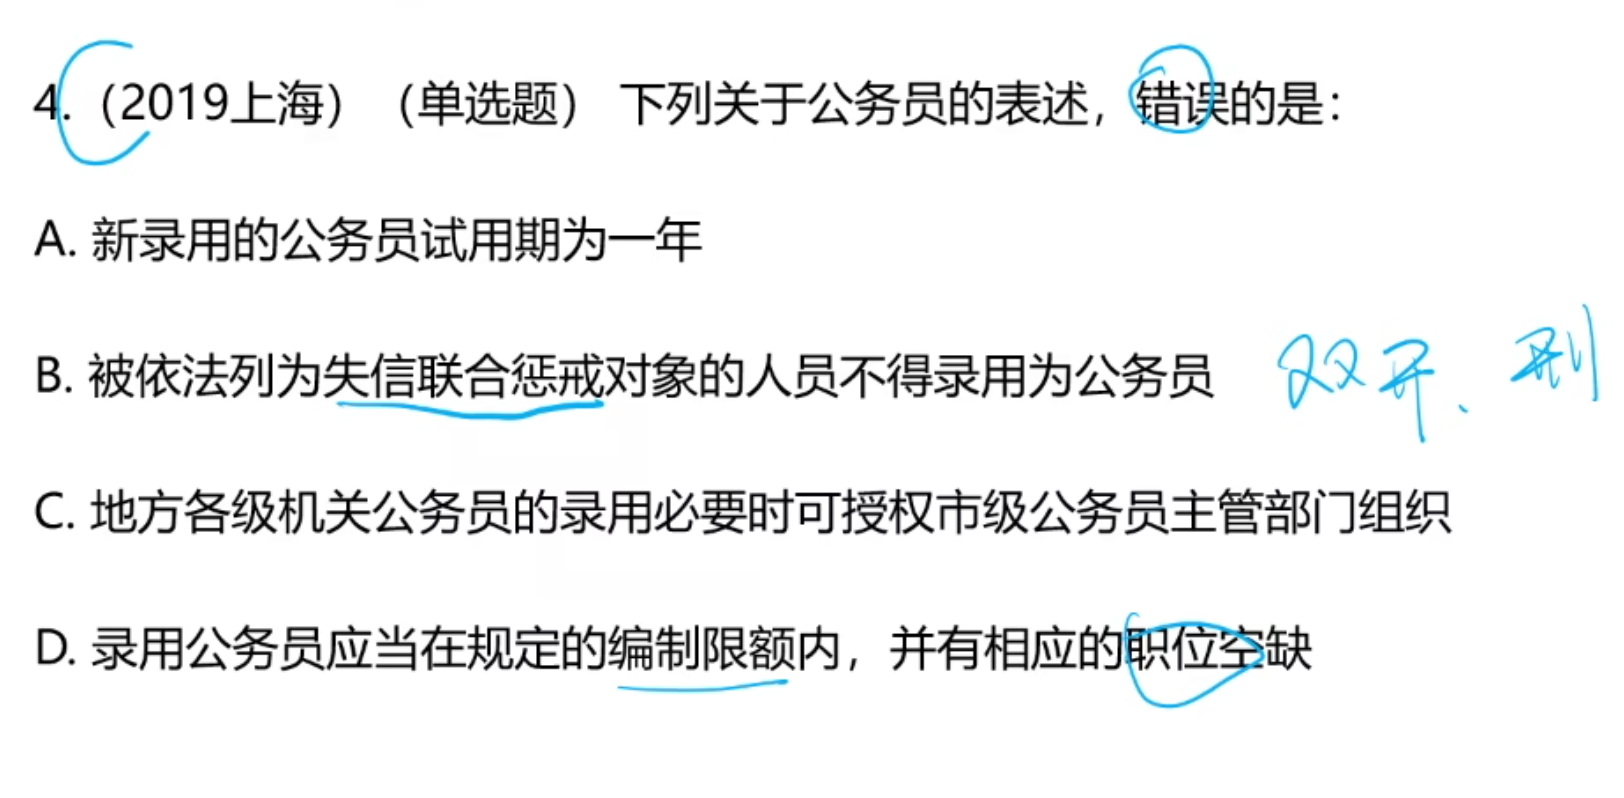 4.（2019上海）（单选题） 下列关于公务员的表述，错误的是：
A. 新录用的公务员试用期为一年
B. 被依法列为失信联合惩戒对象的人员不得录用为公务员 双开、刑
C. 地方各级机关公务员的录用必要时可授权市级公务员主管部门组织
D. 录用公务员应当在规定的编制限额内，并有相应的职位空缺